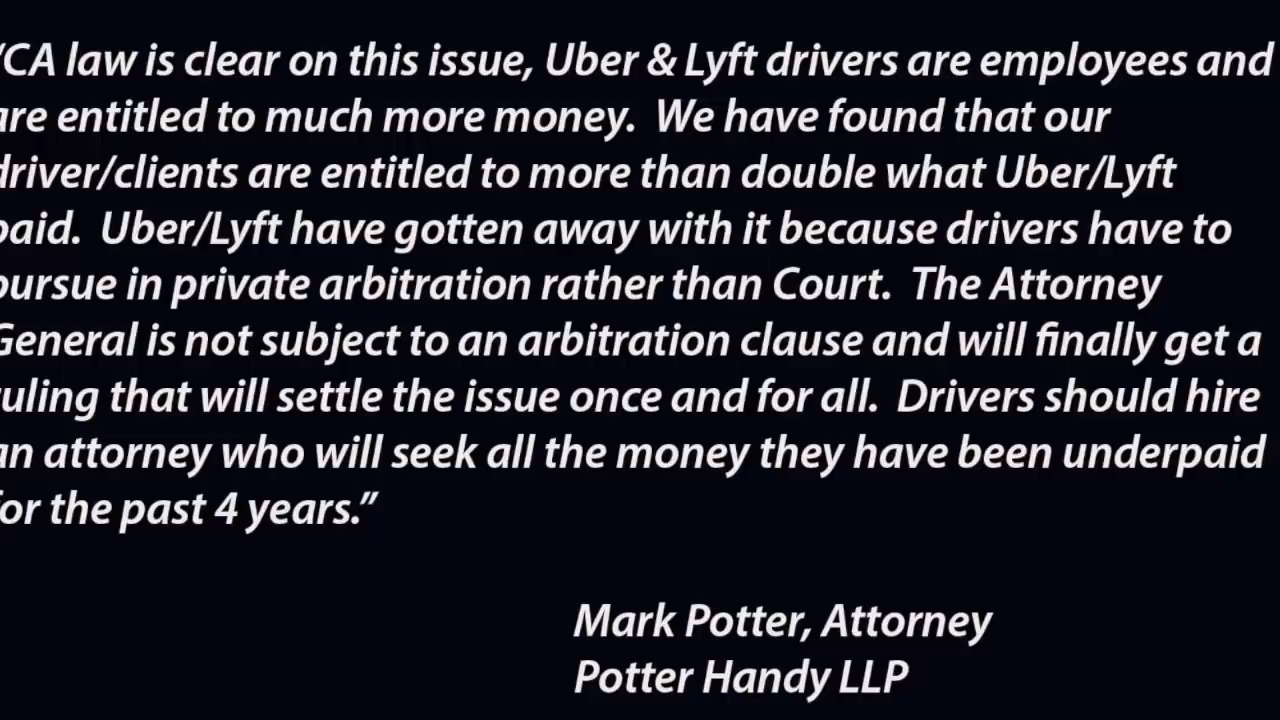 “CA law is clear on this issue, Uber & Lyft drivers are employees and
are entitled to much more money. We have found that our
driver/clients are entitled to more than double what Uber/Lyft
paid. Uber/Lyft have gotten away with it because drivers have to
pursue in private arbitration rather than Court. The Attorney
General is not subject to an arbitration clause and will finally get a
ruling that will settle the issue once and for all. Drivers should hire
an attorney who will seek all the money they have been underpaid
for the past 4 years.”
Mark Potter, Attorney
Potter Handy LLP